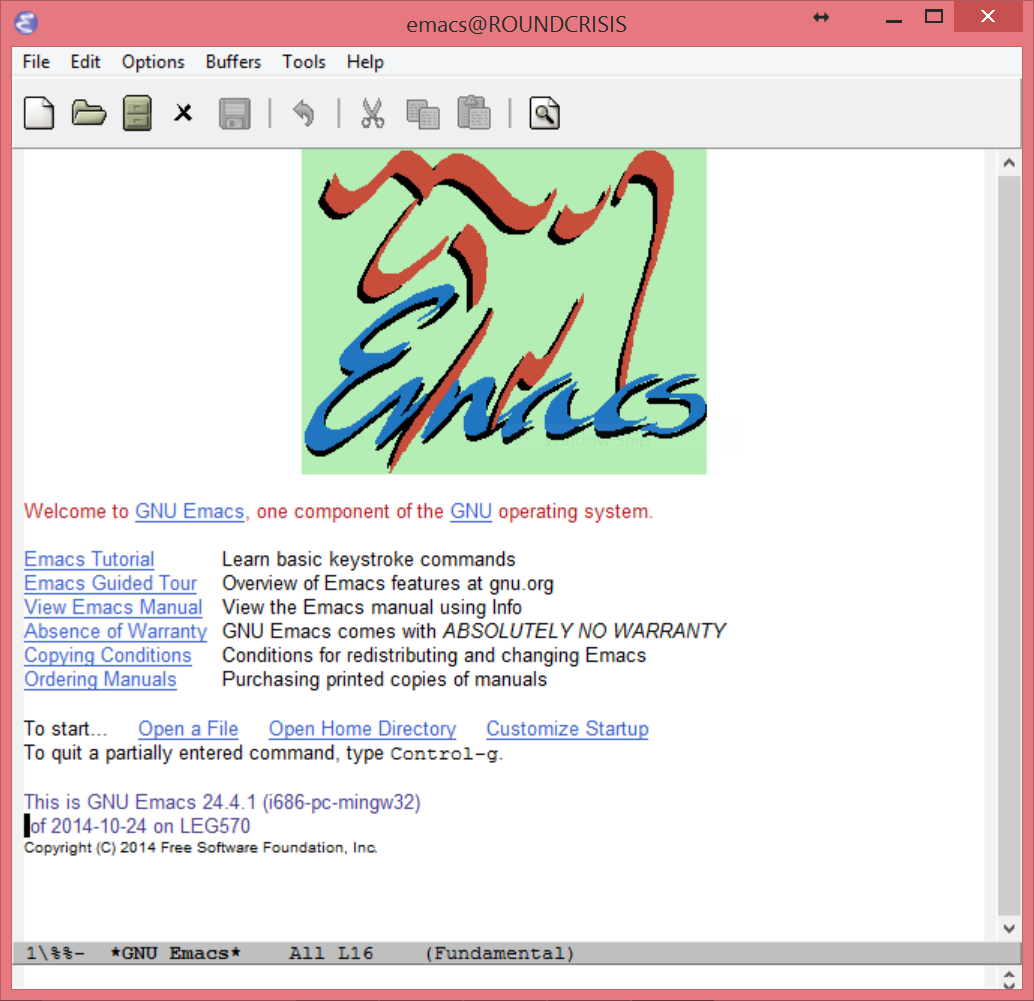 emacs@ROUNDCRISIS
File Edit Options Buffers Tools Help
Emacs
Welcome to GNU Emacs, one component of the GNU operating system.
Emacs Tutorial Learn basic keystroke commands
Emacs Guided Tour Overview of Emacs features at gnu.org
View Emacs Manual View the Emacs manual using Info
Absence of Warranty GNU Emacs comes with ABSOLUTELY NO WARRANTY
Copying Conditions Conditions for redistributing and changing Emacs
Ordering Manuals Purchasing printed copies of manuals
To start... Open a File Open Home Directory Customize Startup
To quit a partially entered command, type Control-g.
This is GNU Emacs 24.4.1 (i686-pc-mingw32)
of 2014-10-24 on LEG570
Copyright (C) 2014 Free Software Foundation, Inc.
1\%%- *GNU Emacs* All L16 (Fundamental)